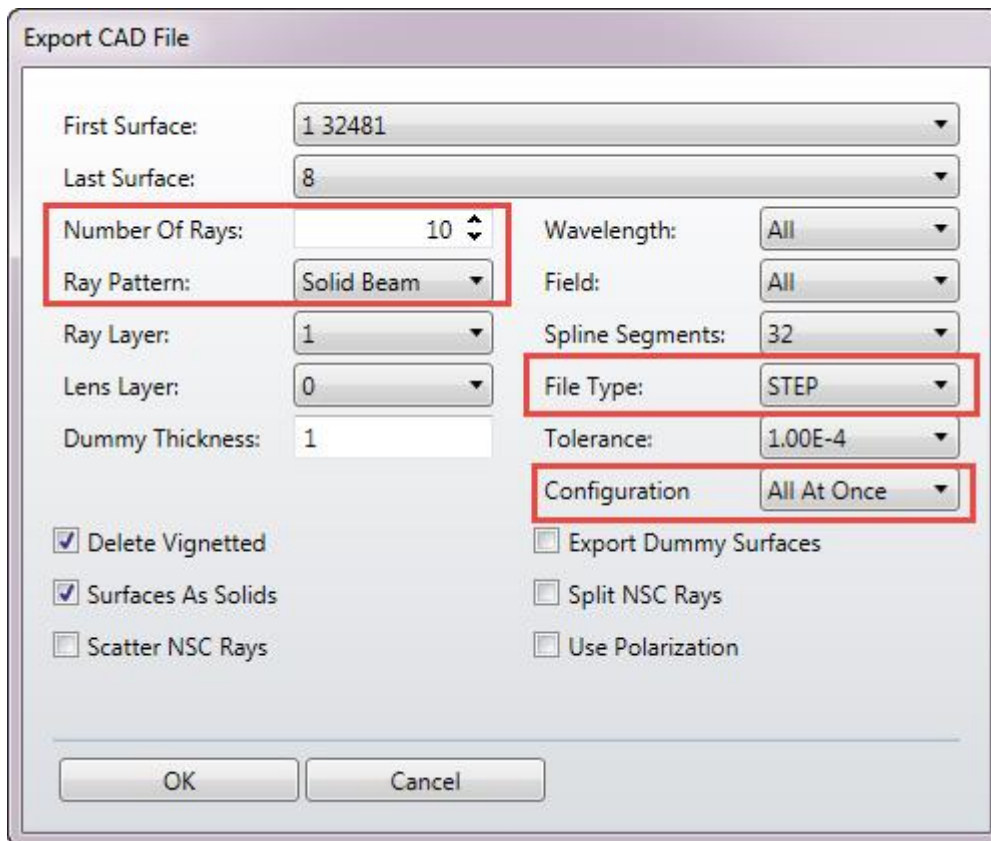 Export CAD File
First Surface: 1 32481
Last Surface: 8
Number Of Rays: 10 Wavelength: All
Ray Pattern: Solid Beam Field: All
Ray Layer: 1 Spline Segments: 32
Lens Layer: 0 File Type: STEP
Dummy Thickness: 1 Tolerance: 1.00E-4
Configuration All At Once
Delete Vignetted Export Dummy Surfaces
Surfaces As Solids Split NSC Rays
Scatter NSC Rays Use Polarization
OK Cancel